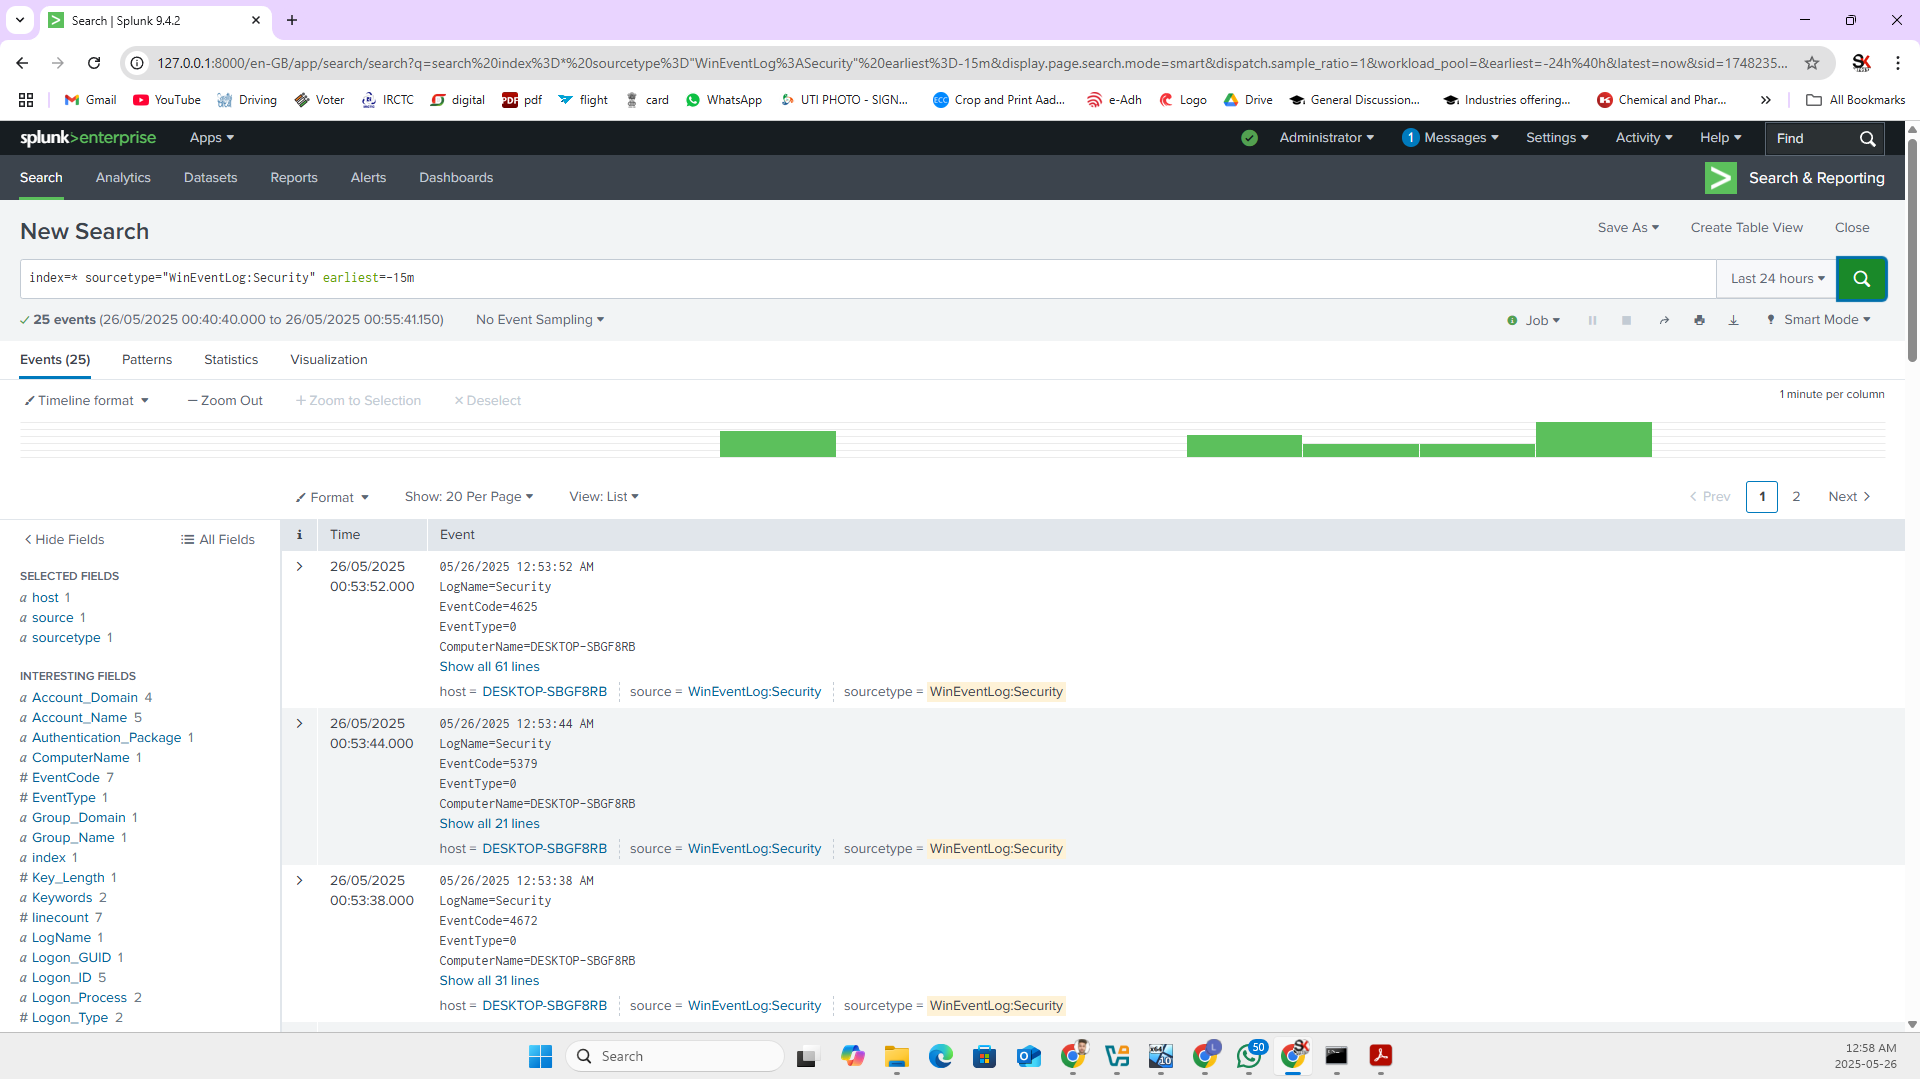 Search | Splunk 9.4.2
127.0.0.1:8000/en-GB/app/search/search?q=search%20index%3D*%20sourcetype%3D"WinEventLog%3ASecurity"%20earliest%3D-15m&display.page.search.mode=smart&dispatch.sample_ratio=1&workload_pool=&earliest=-24h%40h&latest=now&sid=1748235...
Gmail YouTube Driving Voter IRCTC digital pdf flight card WhatsApp UTI PHOTO - SIGN... Crop and Print Aad... e-Adh Logo Drive General Discussion... Industries offering... Chemical and Phar... All Bookmarks
splunk>enterprise Apps Administrator 1 Messages Settings Activity Help Find
Search Analytics Datasets Reports Alerts Dashboards Search & Reporting
New Search Save As Create Table View Close
index=* sourcetype="WinEventLog:Security" earliest=-15m Last 24 hours
25 events (26/05/2025 00:40:40.000 to 26/05/2025 00:55:41.150) No Event Sampling Job Smart Mode
Events (25) Patterns Statistics Visualization
Timeline format Zoom Out Zoom to Selection Deselect 1 minute per column
Format Show: 20 Per Page View: List Prev 1 2 Next
Hide Fields All Fields
i Time Event
SELECTED FIELDS
a host 1
a source 1
a sourcetype 1
INTERESTING FIELDS
a Account_Domain 4
a Account_Name 5
a Authentication_Package 1
a ComputerName 1
# EventCode 7
# EventType 1
a Group_Domain 1
a Group_Name 1
a index 1
# Key_Length 1
a Keywords 2
# linecount 7
a LogName 1
a Logon_GUID 1
a Logon_ID 5
a Logon_Process 2
# Logon_Type 2
26/05/2025
00:53:52.000
05/26/2025 12:53:52 AM
LogName=Security
EventCode=4625
EventType=0
ComputerName=DESKTOP-SBGF8RB
Show all 61 lines
host = DESKTOP-SBGF8RB source = WinEventLog:Security sourcetype = WinEventLog:Security
26/05/2025
00:53:44.000
05/26/2025 12:53:44 AM
LogName=Security
EventCode=5379
EventType=0
ComputerName=DESKTOP-SBGF8RB
Show all 21 lines
host = DESKTOP-SBGF8RB source = WinEventLog:Security sourcetype = WinEventLog:Security
26/05/2025
00:53:38.000
05/26/2025 12:53:38 AM
LogName=Security
EventCode=4672
EventType=0
ComputerName=DESKTOP-SBGF8RB
Show all 31 lines
host = DESKTOP-SBGF8RB source = WinEventLog:Security sourcetype = WinEventLog:Security
Search 50 12:58 AM
2025-05-26